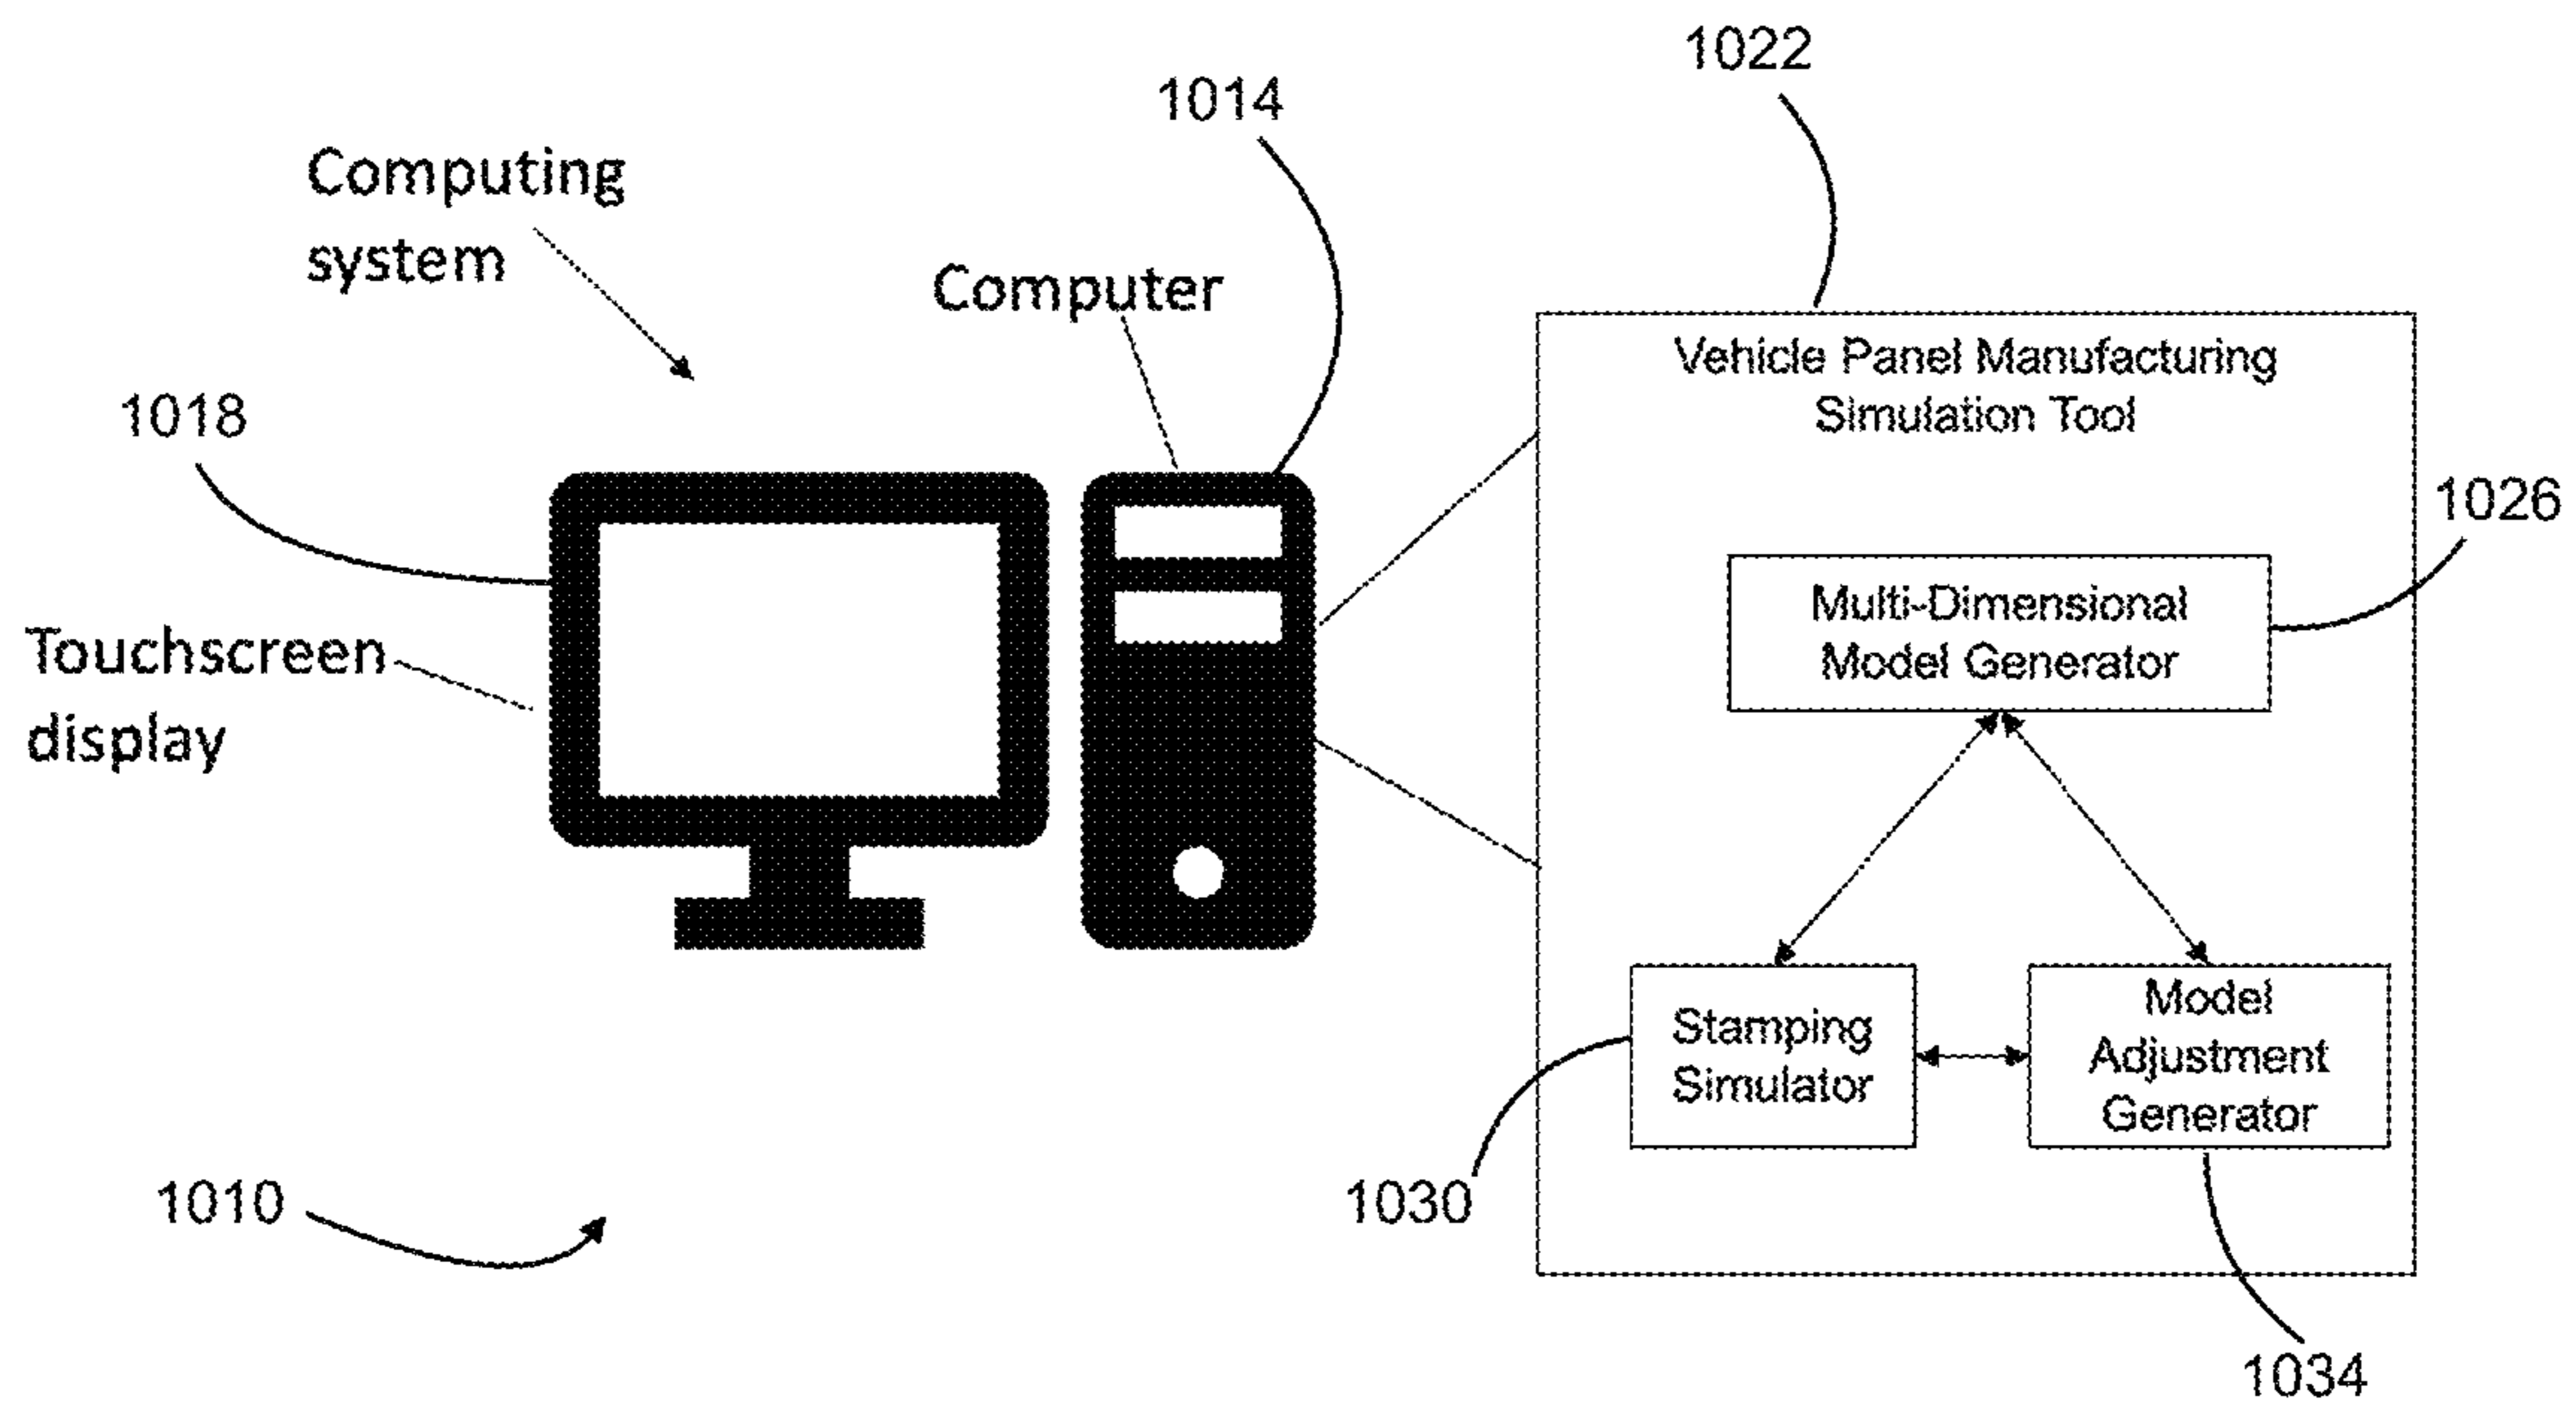 1022
1014
Computing
system
Computer
Vehicle Panel Manufacturing
Simulation Tool
1018
1026
Multi-Dimensional
Model Generator
Touchscreen
display
Stamping
Simulator
Model
Adjustment
Generator
1010
1030
1034